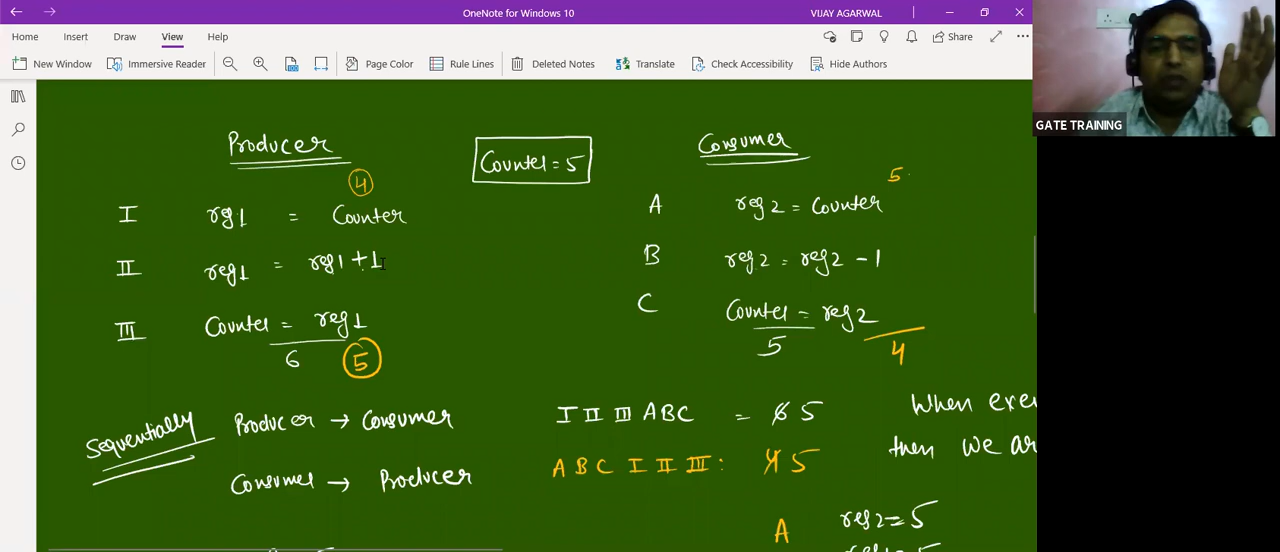 OneNote for Windows 10
VIJAY AGARWAL
Home Insert Draw View Help
Share
New Window Immersive Reader Page Color Rule Lines Deleted Notes Translate Check Accessibility Hide Authors
GATE TRAINING
Producer
Counter = 5
Consumer
4
5
I reg1 = Counter
A reg2 = Counter
II reg1 = reg1 + 1
B reg2 = reg2 - 1
III Counter = reg1
C Counter = reg2
6 5
5 4
Sequentially
Producer → Consumer
I II III ABC = 6 5
When exe
Consumer → Producer
A B C I II III : 4 5
then we ar
A reg2 = 5